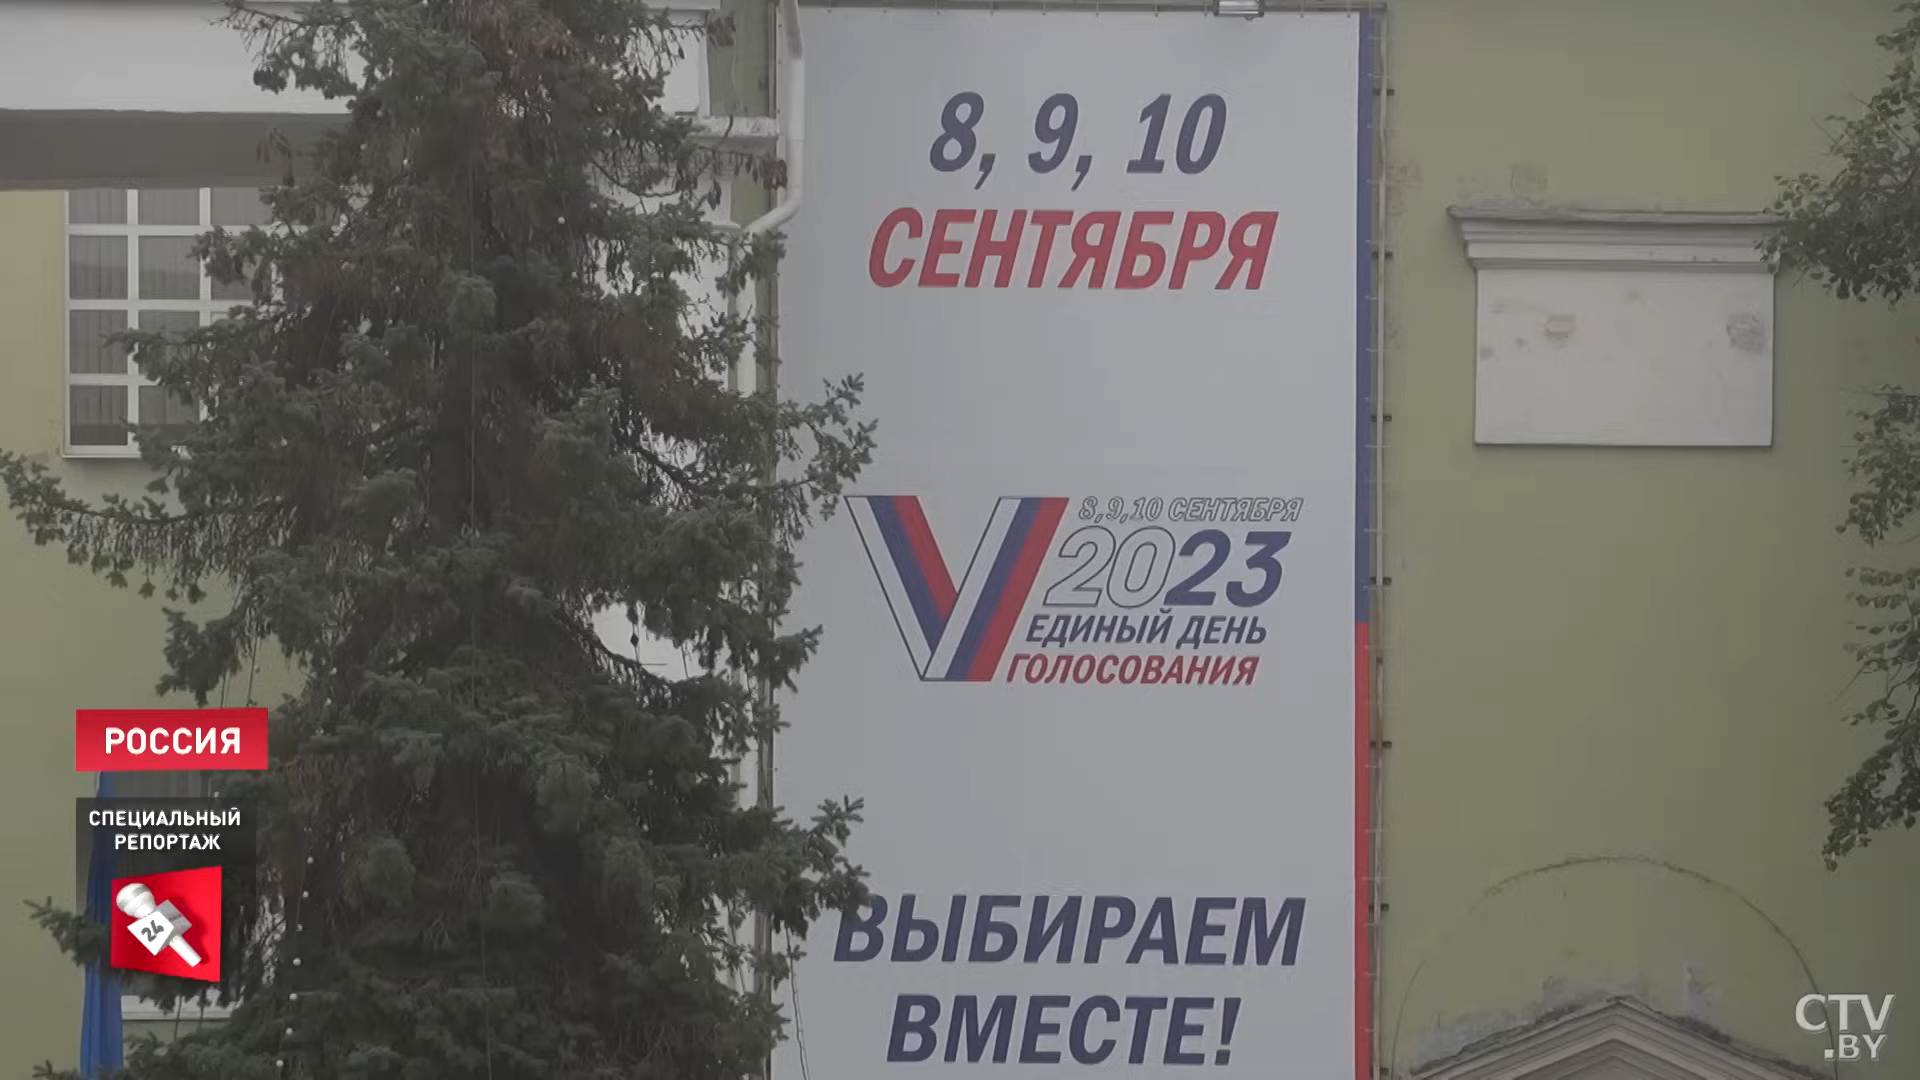 8, 9, 10
СЕНТЯБРЯ
8,9,10 СЕНТЯБРЯ
2023
ЕДИНЫЙ ДЕНЬ
ГОЛОСОВАНИЯ
ВЫБИРАЕМ
ВМЕСТЕ!
РОССИЯ
СПЕЦИАЛЬНЫЙ
РЕПОРТАЖ
24
CTV
.BY